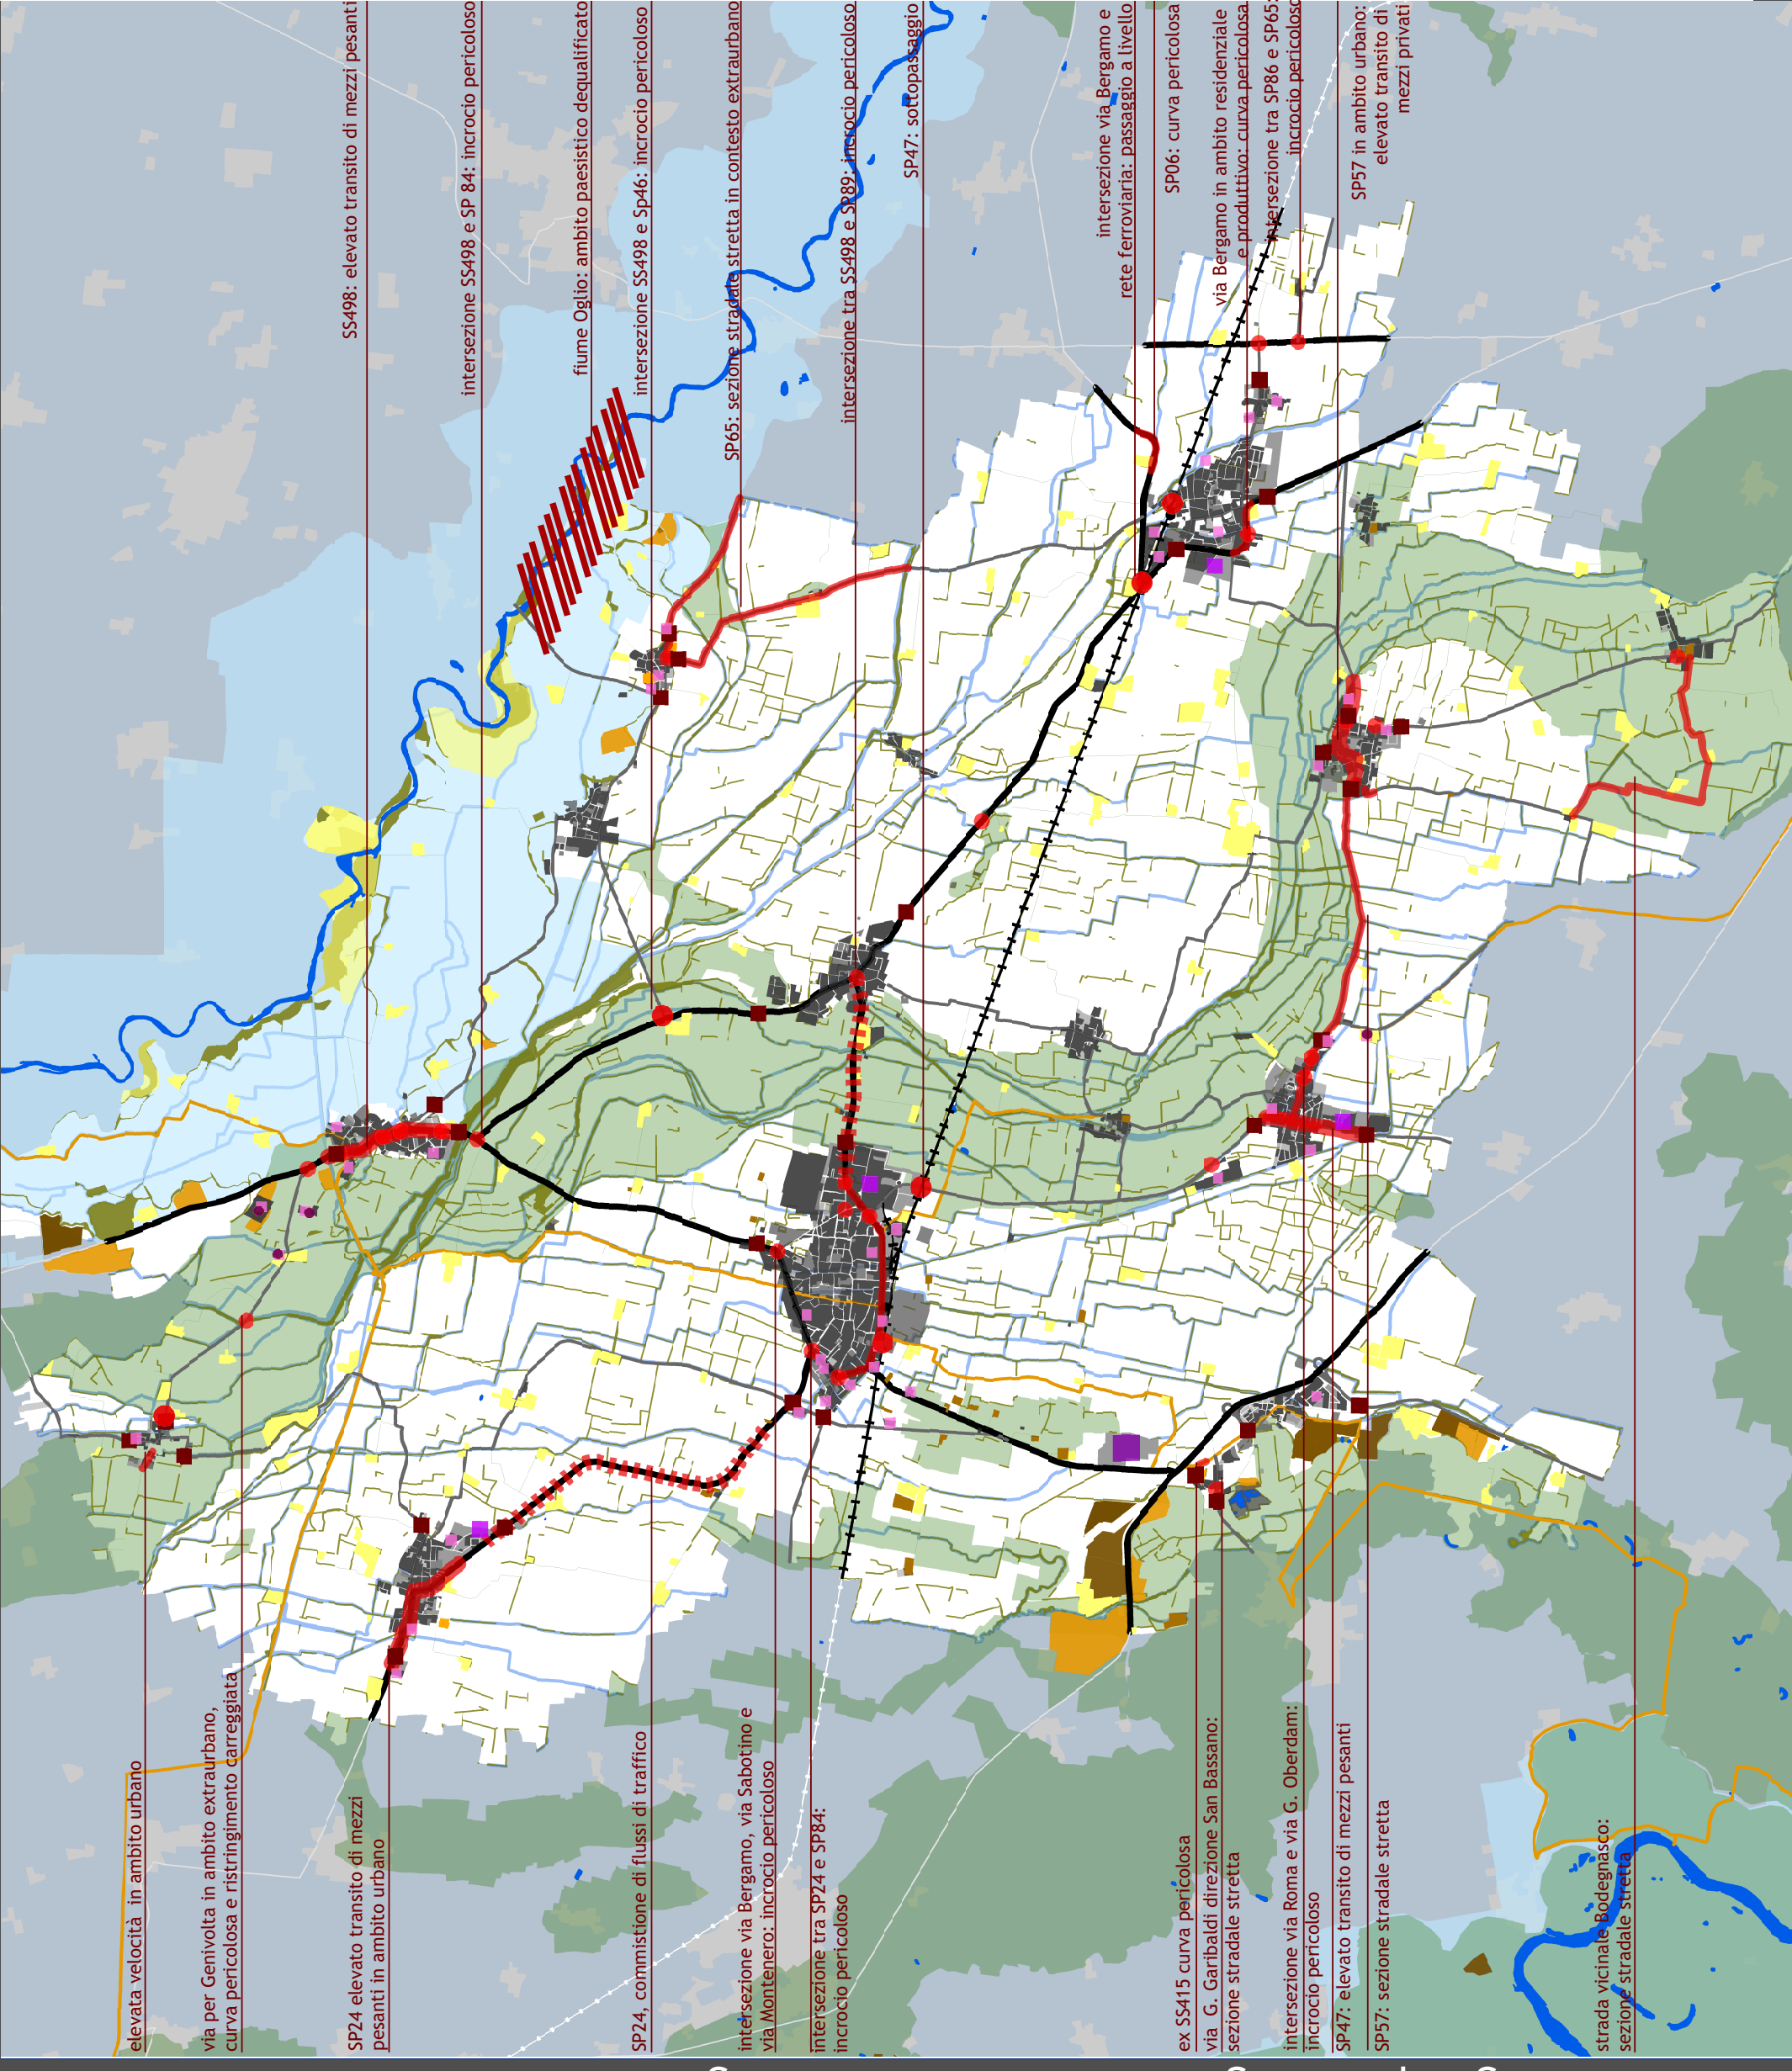 SS498: elevato transito di mezzi pesanti
intersezione SS498 e SP 84: incrocio pericoloso
fiume Oglio: ambito paesistico dequalificato
intersezione SS498 e Sp46: incrocio pericoloso
SP65: sezione stradale stretta in contesto extraurbano
intersezione tra SS498 e SP89: incrocio pericoloso
SP47: sottopassaggio
intersezione via Bergamo e
rete ferroviaria: passaggio a livello
SP06: curva pericolosa
via Bergamo in ambito residenziale
e produttivo: curva pericolosa
intersezione tra SP86 e SP65:
incrocio pericoloso
SP57 in ambito urbano:
elevato transito di
mezzi privati
elevata velocità in ambito urbano
via per Genivolta in ambito extraurbano,
curva pericolosa e ristringimento carreggiata
SP24 elevato transito di mezzi
pesanti in ambito urbano
SP24, commistione di flussi di traffico
intersezione via Bergamo, via Sabotino e
via Montenero: incrocio pericoloso
intersezione tra SP24 e SP84:
incrocio pericoloso
ex SS415 curva pericolosa
via G. Garibaldi direzione San Bassano:
sezione stradale stretta
intersezione via Roma e via G. Oberdam:
incrocio pericoloso
SP47: elevato transito di mezzi pesanti
SP57: sezione stradale stretta
strada vicinale Bodegnasco:
sezione stradale stretta